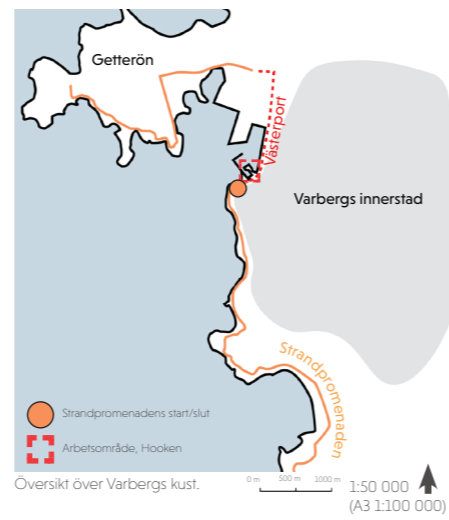 Getterön
Västerport
Varbergs innerstad
Strandpromenaden
Strandpromenadens start/slut
Arbetsområde, Hooken
Översikt över Varbergs kust.
0 m 500 m 1000 m
1:50 000
(A3 1:100 000)